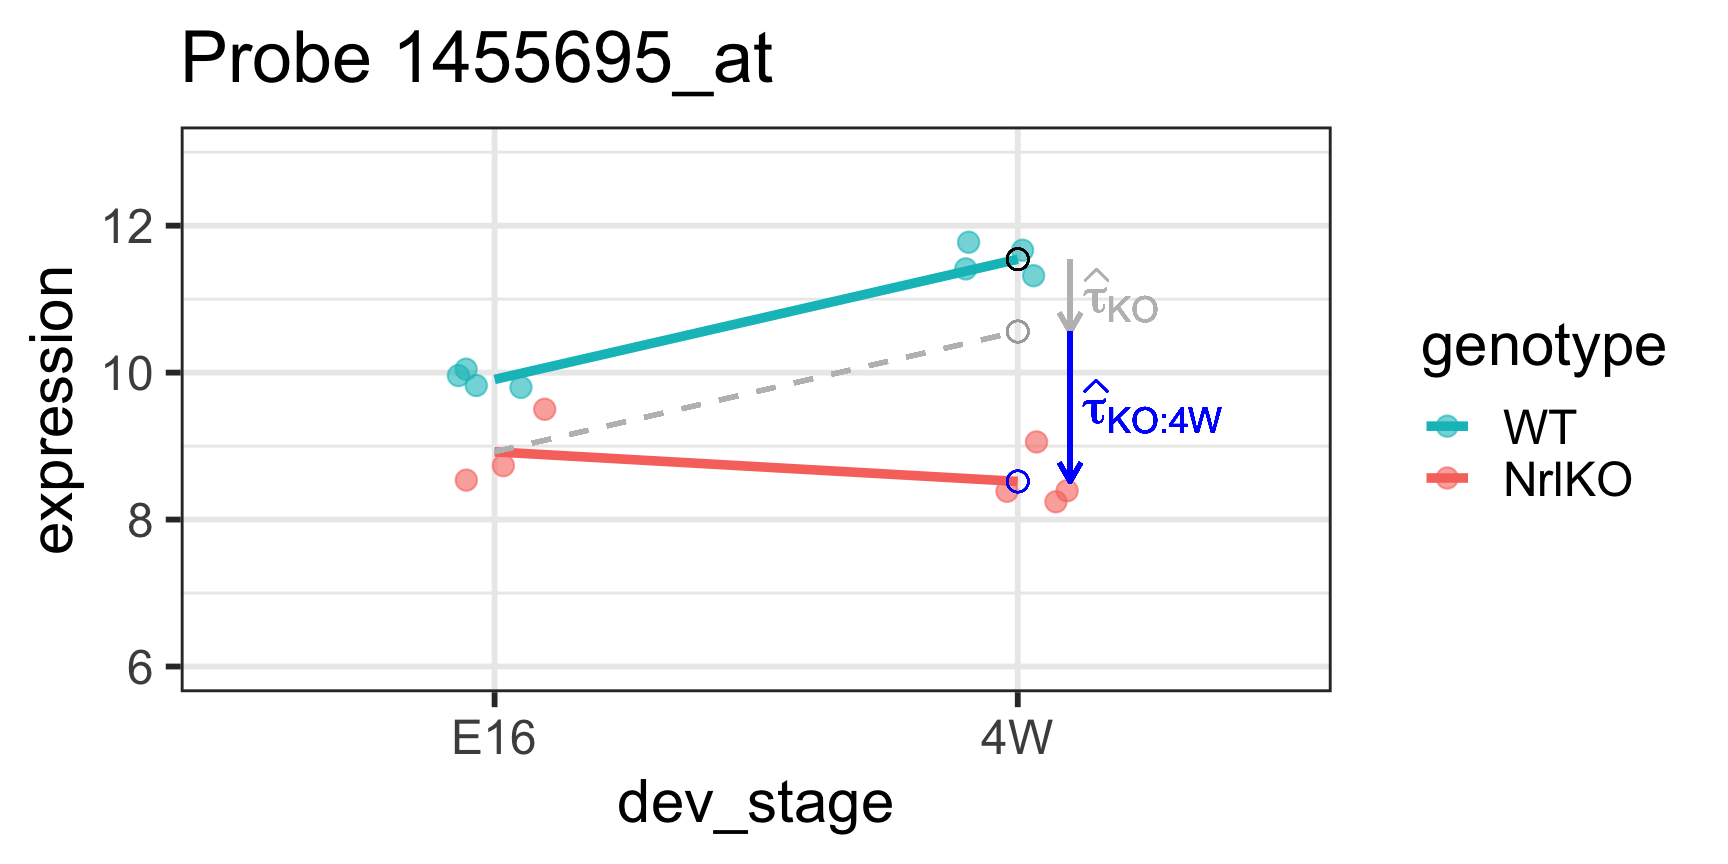 Probe 1455695_at
expression
12
10
8
6
E16
4W
dev_stage
τ̂KO
τ̂KO:4W
genotype
WT
NrlKO